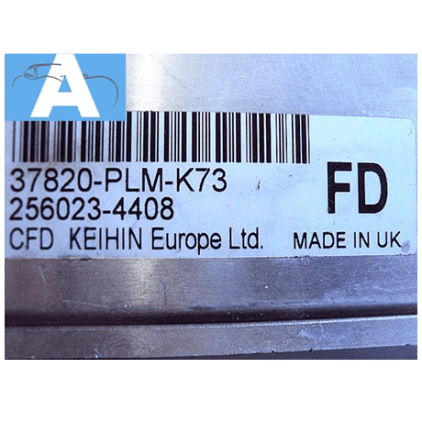 A
37820-PLM-K73
256023-4408
FD
CFD KEIHIN Europe Ltd.
MADE IN UK